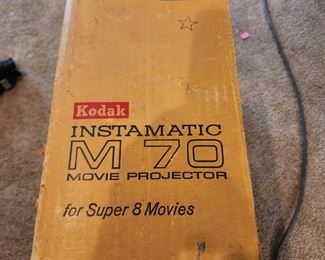 Kodak
INSTAMATIC
M 70
MOVIE PROJECTOR
for Super 8 Movies